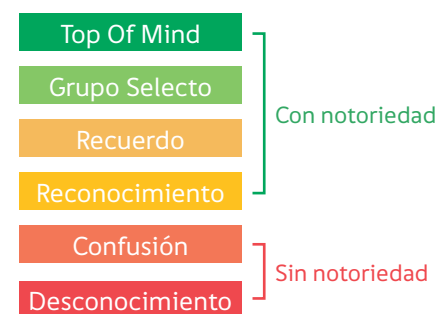 Top Of Mind
Grupo Selecto
Con notoriedad
Recuerdo
Reconocimiento
Confusión
Sin notoriedad
Desconocimiento